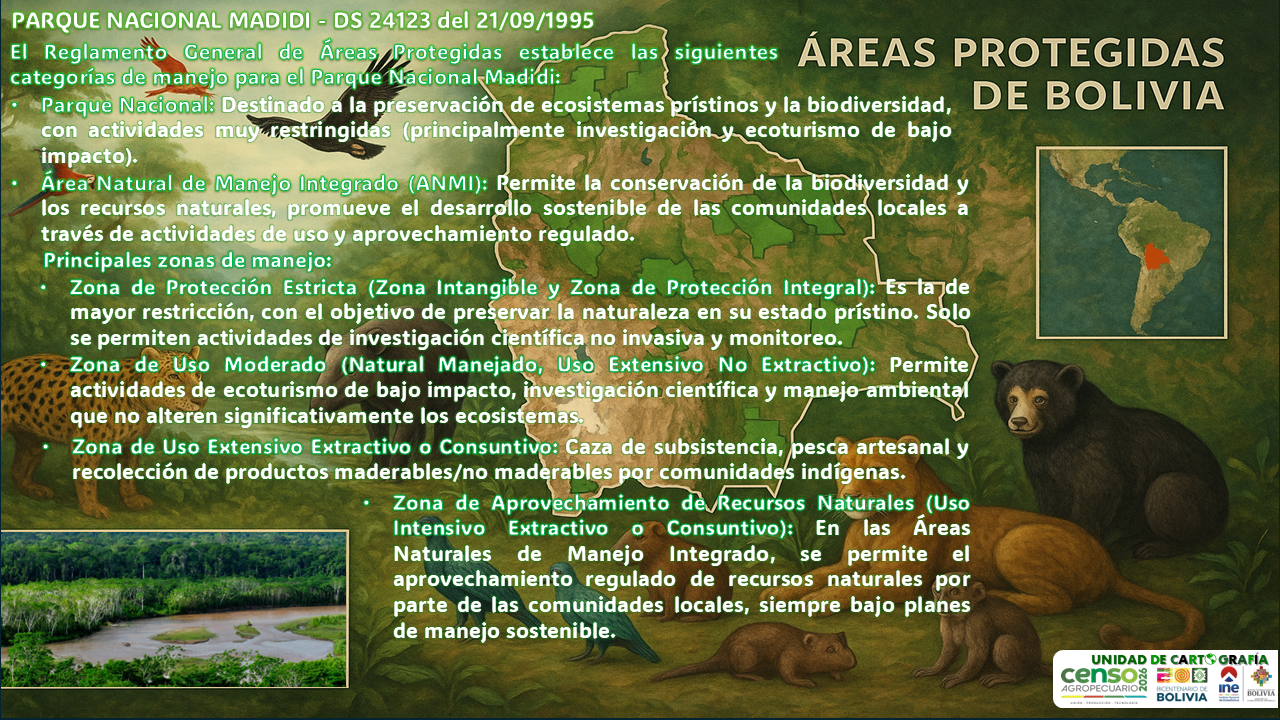 PARQUE NACIONAL MADIDI - DS 24123 del 21/09/1995
El Reglamento General de Áreas Protegidas establece las siguientes
categorías de manejo para el Parque Nacional Madidi:
• Parque Nacional: Destinado a la preservación de ecosistemas prístinos y la biodiversidad,
con actividades muy restringidas (principalmente investigación y ecoturismo de bajo
impacto).
• Área Natural de Manejo Integrado (ANMI): Permite la conservación de la biodiversidad y
los recursos naturales, promueve el desarrollo sostenible de las comunidades locales a
través de actividades de uso y aprovechamiento regulado.
Principales zonas de manejo:
• Zona de Protección Estricta (Zona Intangible y Zona de Protección Integral): Es la de
mayor restricción, con el objetivo de preservar la naturaleza en su estado prístino. Solo
se permiten actividades de investigación científica no invasiva y monitoreo.
• Zona de Uso Moderado (Natural Manejado, Uso Extensivo No Extractivo): Permite
actividades de ecoturismo de bajo impacto, investigación científica y manejo ambiental
que no alteren significativamente los ecosistemas.
• Zona de Uso Extensivo Extractivo o Consuntivo: Caza de subsistencia, pesca artesanal y
recolección de productos maderables/no maderables por comunidades indígenas.
• Zona de Aprovechamiento de Recursos Naturales (Uso
Intensivo Extractivo o Consuntivo): En las Áreas
Naturales de Manejo Integrado, se permite el
aprovechamiento regulado de recursos naturales por
parte de las comunidades locales, siempre bajo planes
de manejo sostenible.
ÁREAS PROTEGIDAS
DE BOLIVIA
UNIDAD DE CARTOGRAFÍA
censo
AGROPECUARIO
2026
BICENTENARIO DE
BOLIVIA
ine
BOLIVIA